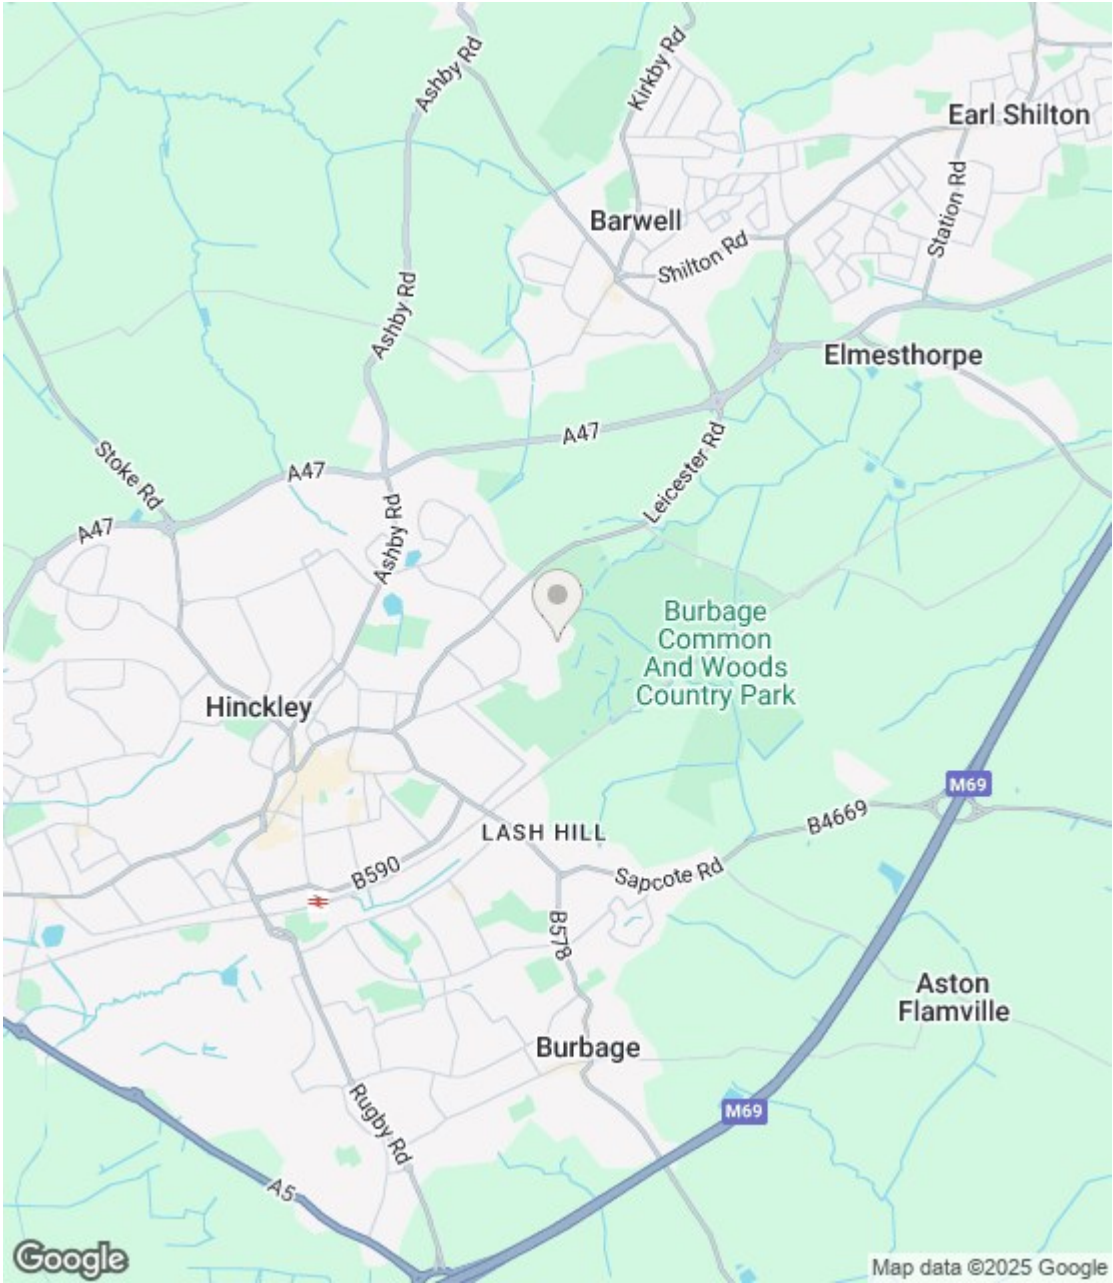 Ashby Rd
Kirkby Rd
Earl Shilton
Station Rd
Barwell
Shilton Rd
Ashby Rd
Elmesthorpe
A47
Leicester Rd
Stoke Rd
A47
A47
Ashby Rd
Burbage
Common
And Woods
Country Park
Hinckley
M69
B4669
LASH HILL
B590
Sapcote Rd
B578
Aston
Flamville
Burbage
M69
Rugby Rd
A5
Google
Map data ©2025 Google